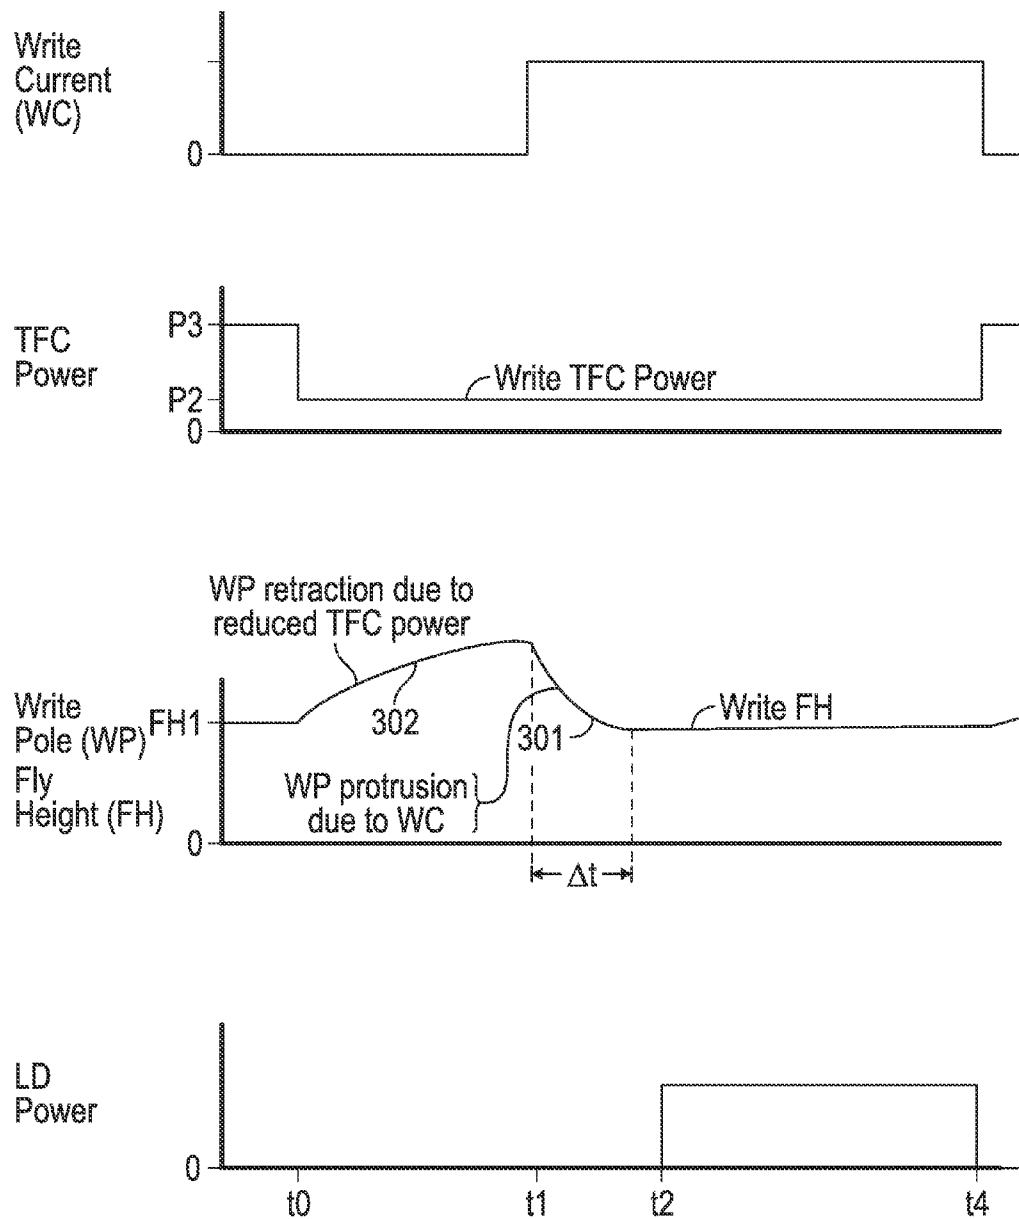 Write
Current
(WC)
0
TFC
Power
P3
P2
0
Write TFC Power
WP retraction due to
reduced TFC power
Write
Pole (WP)
Fly
Height (FH)
FH1
0
302
301
Write FH
WP protrusion
due to WC
Δt
LD
Power
0
t0
t1
t2
t4